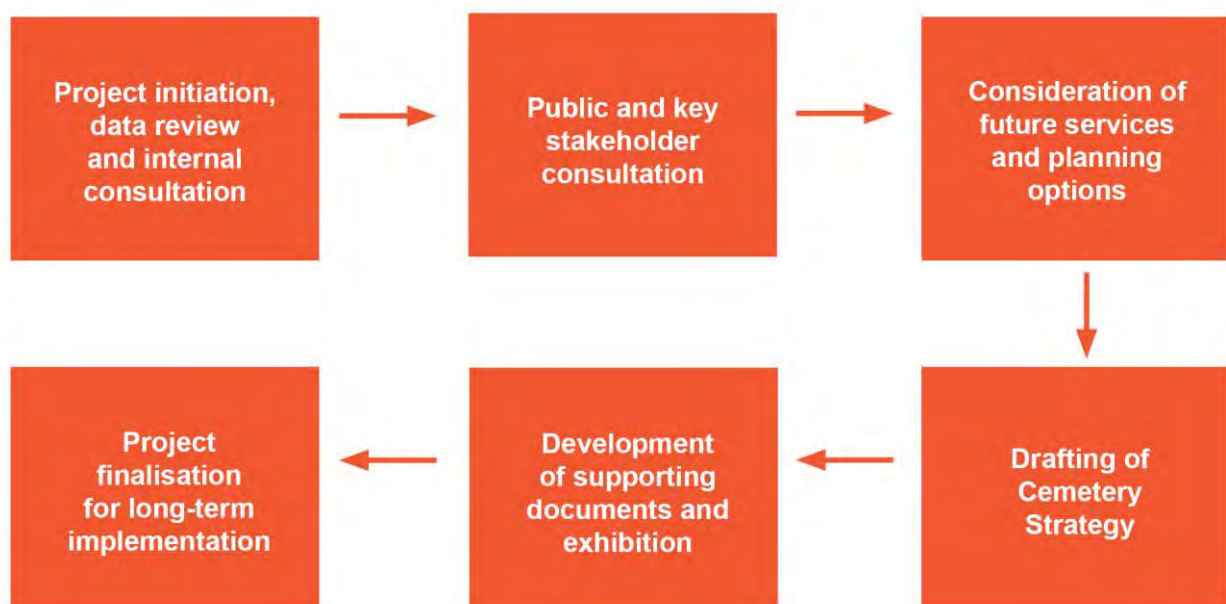 Project initiation,
data review
and internal
consultation
Public and key
stakeholder
consultation
Consideration of
future services
and planning
options
Drafting of
Cemetery
Strategy
Development
of supporting
documents and
exhibition
Project
finalisation
for long-term
implementation